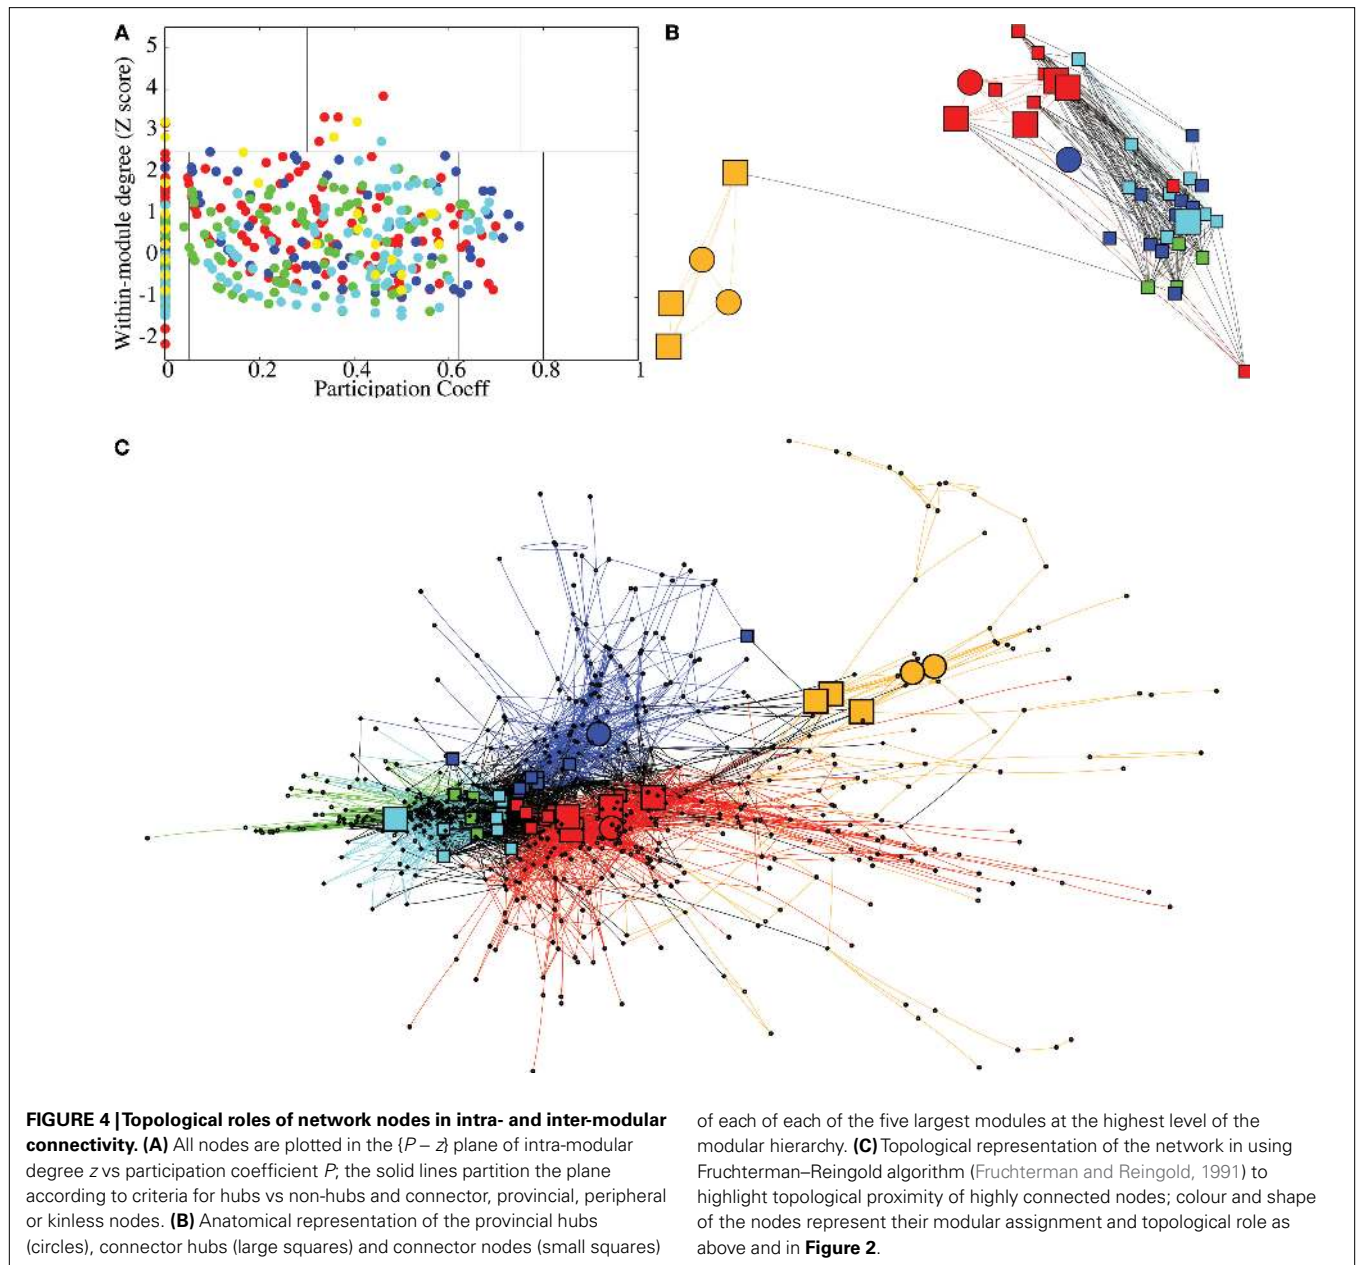 A
B
5
4
3
2
1
0
-1
-2
Within-module degree (Z score)
0
0.2
0.4
0.6
0.8
1
Participation Coeff
C
FIGURE 4 | Topological roles of network nodes in intra- and inter-modular
connectivity. (A) All nodes are plotted in the {P – z} plane of intra-modular
degree z vs participation coefficient P; the solid lines partition the plane
according to criteria for hubs vs non-hubs and connector, provincial, peripheral
or kinless nodes. (B) Anatomical representation of the provincial hubs
(circles), connector hubs (large squares) and connector nodes (small squares)
of each of each of the five largest modules at the highest level of the
modular hierarchy. (C) Topological representation of the network in using
Fruchterman–Reingold algorithm (Fruchterman and Reingold, 1991) to
highlight topological proximity of highly connected nodes; colour and shape
of the nodes represent their modular assignment and topological role as
above and in Figure 2.